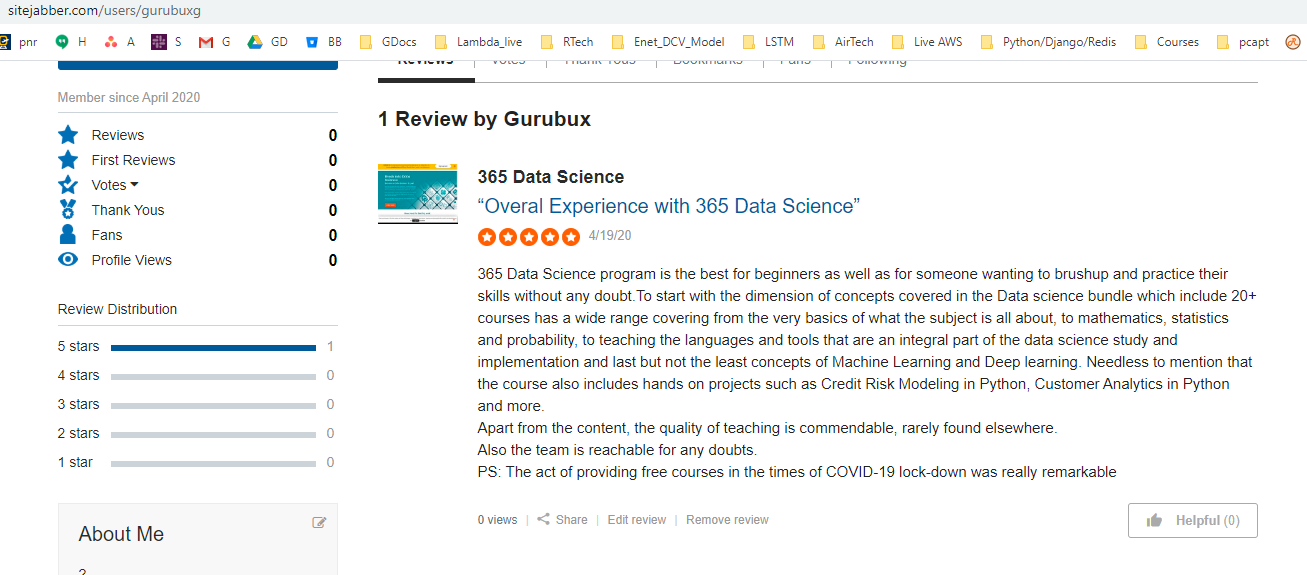 sitejabber.com/users/gurubuxg
pnr H A S G GD BB GDocs Lambda_live RTech Enet_DCV_Model LSTM AirTech Live AWS Python/Django/Redis Courses pcapt
Reviews Votes Thank Yous Bookmarks Fans Following
Member since April 2020
Reviews 0
First Reviews 0
Votes 0
Thank Yous 0
Fans 0
Profile Views 0
Review Distribution
5 stars 1
4 stars 0
3 stars 0
2 stars 0
1 star 0
About Me
1 Review by Gurubux
365 Data Science
“Overal Experience with 365 Data Science”
4/19/20
365 Data Science program is the best for beginners as well as for someone wanting to brushup and practice their
skills without any doubt.To start with the dimension of concepts covered in the Data science bundle which include 20+
courses has a wide range covering from the very basics of what the subject is all about, to mathematics, statistics
and probability, to teaching the languages and tools that are an integral part of the data science study and
implementation and last but not the least concepts of Machine Learning and Deep learning. Needless to mention that
the course also includes hands on projects such as Credit Risk Modeling in Python, Customer Analytics in Python
and more.
Apart from the content, the quality of teaching is commendable, rarely found elsewhere.
Also the team is reachable for any doubts.
PS: The act of providing free courses in the times of COVID-19 lock-down was really remarkable
0 views | Share | Edit review | Remove review
Helpful (0)